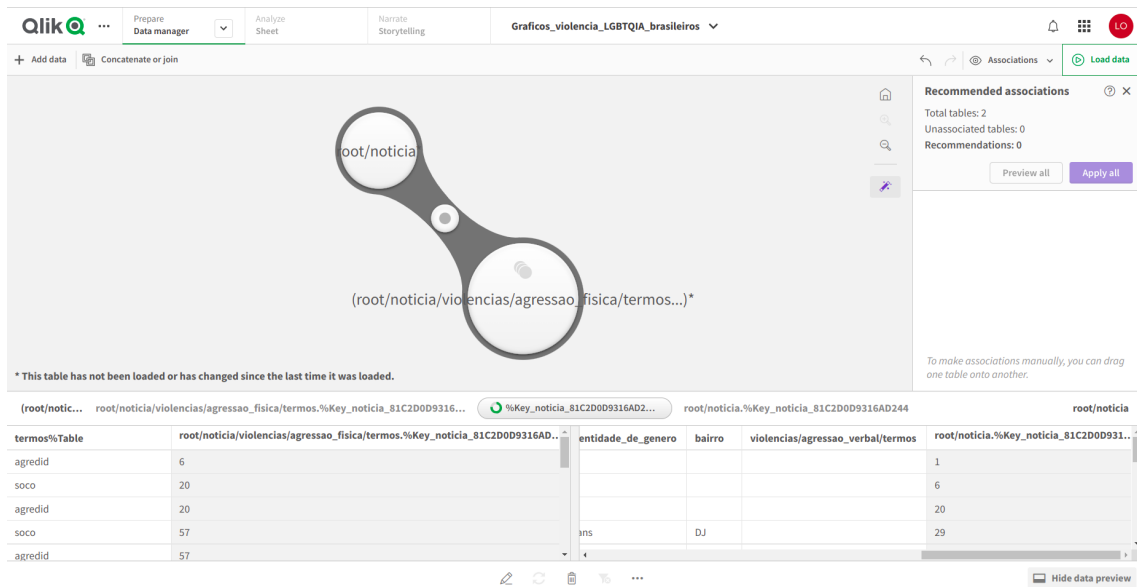 Qlik
Prepare
Data manager
Analyze
Sheet
Narrate
Storytelling
Graficos_violencia_LGBTQIA_brasileiros
LO
Add data
Concatenate or join
Associations
Load data
Recommended associations
Total tables: 2
Unassociated tables: 0
Recommendations: 0
Preview all
Apply all
root/noticia
(root/noticia/violencias/agressao_fisica/termos...)*
To make associations manually, you can drag
one table onto another.
* This table has not been loaded or has changed since the last time it was loaded.
(root/notic... root/noticia/violencias/agressao_fisica/termos.%Key_noticia_81C2D0D9316... %Key_noticia_81C2D0D9316AD2... root/noticia.%Key_noticia_81C2D0D9316AD244 root/noticia
termos%Table root/noticia/violencias/agressao_fisica/termos.%Key_noticia_81C2D0D9316AD... entidade_de_genero bairro violencias/agressao_verbal/termos root/noticia.%Key_noticia_81C2D0D931...
agredid 6 1
soco 20 6
agredid 20 20
soco 57 ans DJ 29
agredid 57
Hide data preview